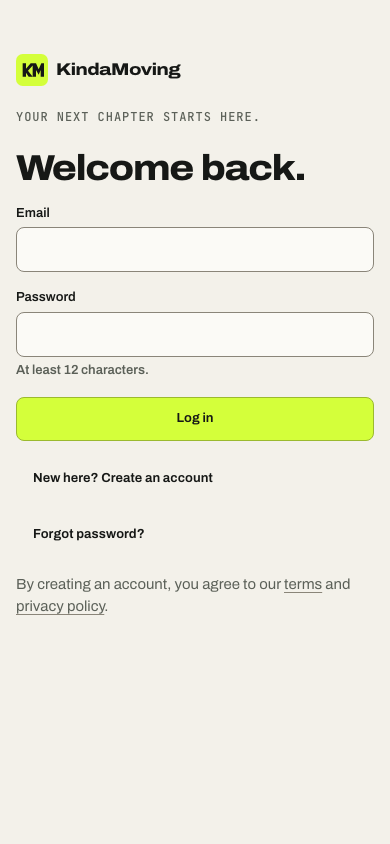 KM KindaMoving
YOUR NEXT CHAPTER STARTS HERE.
Welcome back.
Email
Password
At least 12 characters.
Log in
New here? Create an account
Forgot password?
By creating an account, you agree to our terms and
privacy policy.